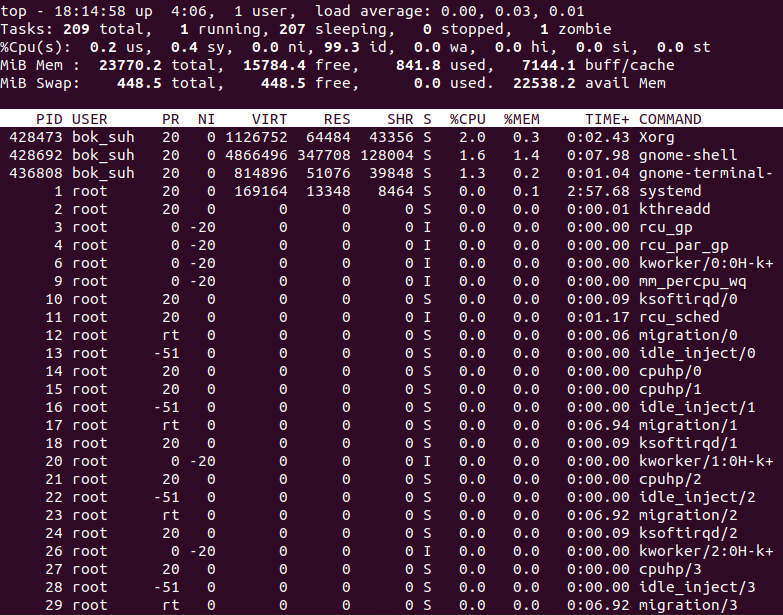 top - 18:14:58 up  4:06,  1 user,  load average: 0.00, 0.03, 0.01
Tasks: 209 total,   1 running, 207 sleeping,   0 stopped,   1 zombie
%Cpu(s):  0.2 us,  0.4 sy,  0.0 ni, 99.3 id,  0.0 wa,  0.0 hi,  0.0 si,  0.0 st
MiB Mem :  23770.2 total,  15784.4 free,    841.8 used,   7144.1 buff/cache
MiB Swap:    448.5 total,    448.5 free,      0.0 used.  22538.2 avail Mem
PID USER      PR  NI    VIRT    RES    SHR S  %CPU  %MEM     TIME+ COMMAND
428473 bok_suh   20   0 1126752  64484  43356 S   2.0   0.3   0:02.43 Xorg
428692 bok_suh   20   0 4866496 347708 128004 S   1.6   1.4   0:07.98 gnome-shell
436808 bok_suh   20   0  814896  51076  39848 S   1.3   0.2   0:01.04 gnome-terminal-
1 root      20   0  169164  13348   8464 S   0.0   0.1   2:57.68 systemd
2 root      20   0       0      0      0 S   0.0   0.0   0:00.01 kthreadd
3 root       0 -20       0      0      0 I   0.0   0.0   0:00.00 rcu_gp
4 root       0 -20       0      0      0 I   0.0   0.0   0:00.00 rcu_par_gp
6 root       0 -20       0      0      0 I   0.0   0.0   0:00.00 kworker/0:0H-k+
9 root       0 -20       0      0      0 I   0.0   0.0   0:00.00 mm_percpu_wq
10 root      20   0       0      0      0 S   0.0   0.0   0:00.09 ksoftirqd/0
11 root      20   0       0      0      0 I   0.0   0.0   0:01.17 rcu_sched
12 root      rt   0       0      0      0 S   0.0   0.0   0:00.06 migration/0
13 root     -51   0       0      0      0 S   0.0   0.0   0:00.00 idle_inject/0
14 root      20   0       0      0      0 S   0.0   0.0   0:00.00 cpuhp/0
15 root      20   0       0      0      0 S   0.0   0.0   0:00.00 cpuhp/1
16 root     -51   0       0      0      0 S   0.0   0.0   0:00.00 idle_inject/1
17 root      rt   0       0      0      0 S   0.0   0.0   0:06.94 migration/1
18 root      20   0       0      0      0 S   0.0   0.0   0:00.09 ksoftirqd/1
20 root       0 -20       0      0      0 I   0.0   0.0   0:00.00 kworker/1:0H-k+
21 root      20   0       0      0      0 S   0.0   0.0   0:00.00 cpuhp/2
22 root     -51   0       0      0      0 S   0.0   0.0   0:00.00 idle_inject/2
23 root      rt   0       0      0      0 S   0.0   0.0   0:06.92 migration/2
24 root      20   0       0      0      0 S   0.0   0.0   0:00.09 ksoftirqd/2
26 root       0 -20       0      0      0 I   0.0   0.0   0:00.00 kworker/2:0H-k+
27 root      20   0       0      0      0 S   0.0   0.0   0:00.00 cpuhp/3
28 root     -51   0       0      0      0 S   0.0   0.0   0:00.00 idle_inject/3
29 root      rt   0       0      0      0 S   0.0   0.0   0:06.92 migration/3